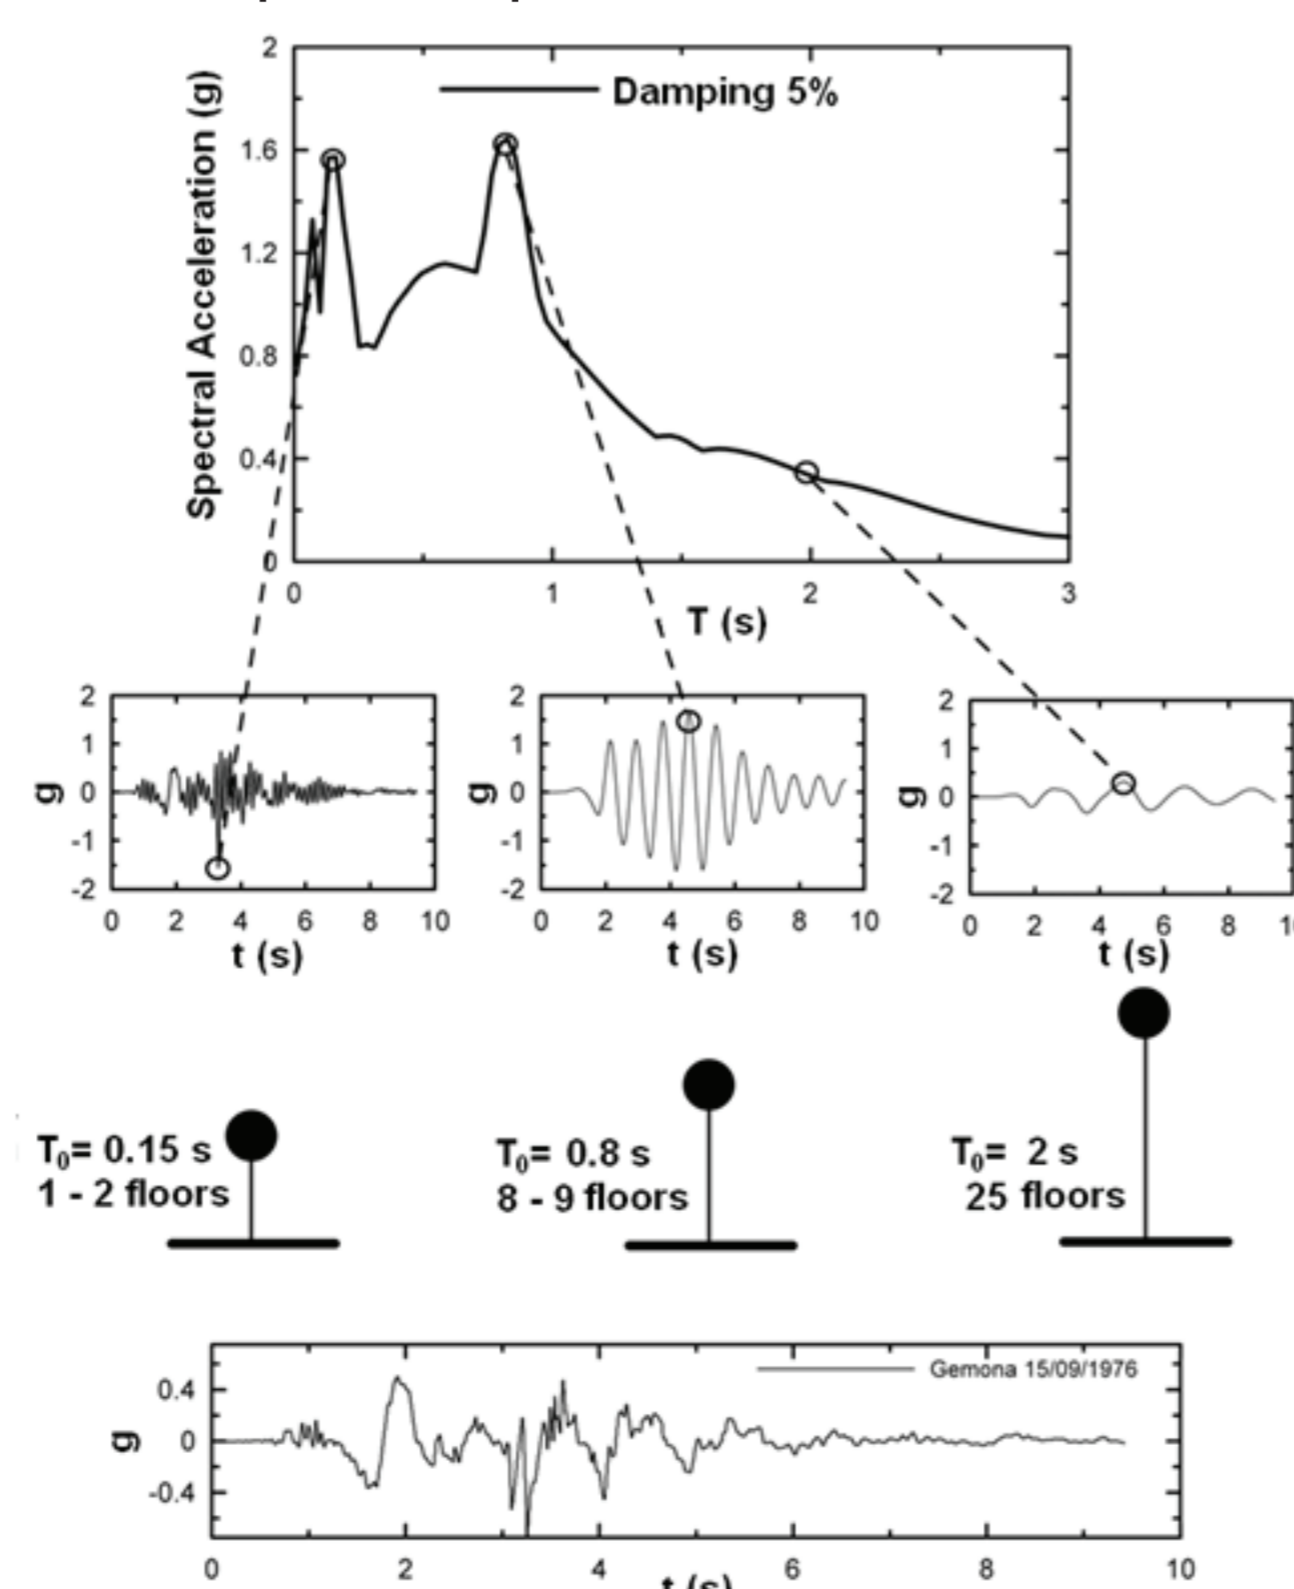 2
Damping 5%
1.6
1.2
0.8
0.4
0
Spectral Acceleration (g)
0 1 2 3
T (s)
2
1
0
-1
-2
g
0 2 4 6 8 10
t (s)
2
1
0
-1
-2
g
0 2 4 6 8 10
t (s)
2
1
0
-1
-2
g
0 2 4 6 8
t (s)
T₀= 0.15 s
1 - 2 floors
T₀= 0.8 s
8 - 9 floors
T₀= 2 s
25 floors
Gemona 15/09/1976
0.4
0
-0.4
g
0 2 4 6 8 10
t (s)